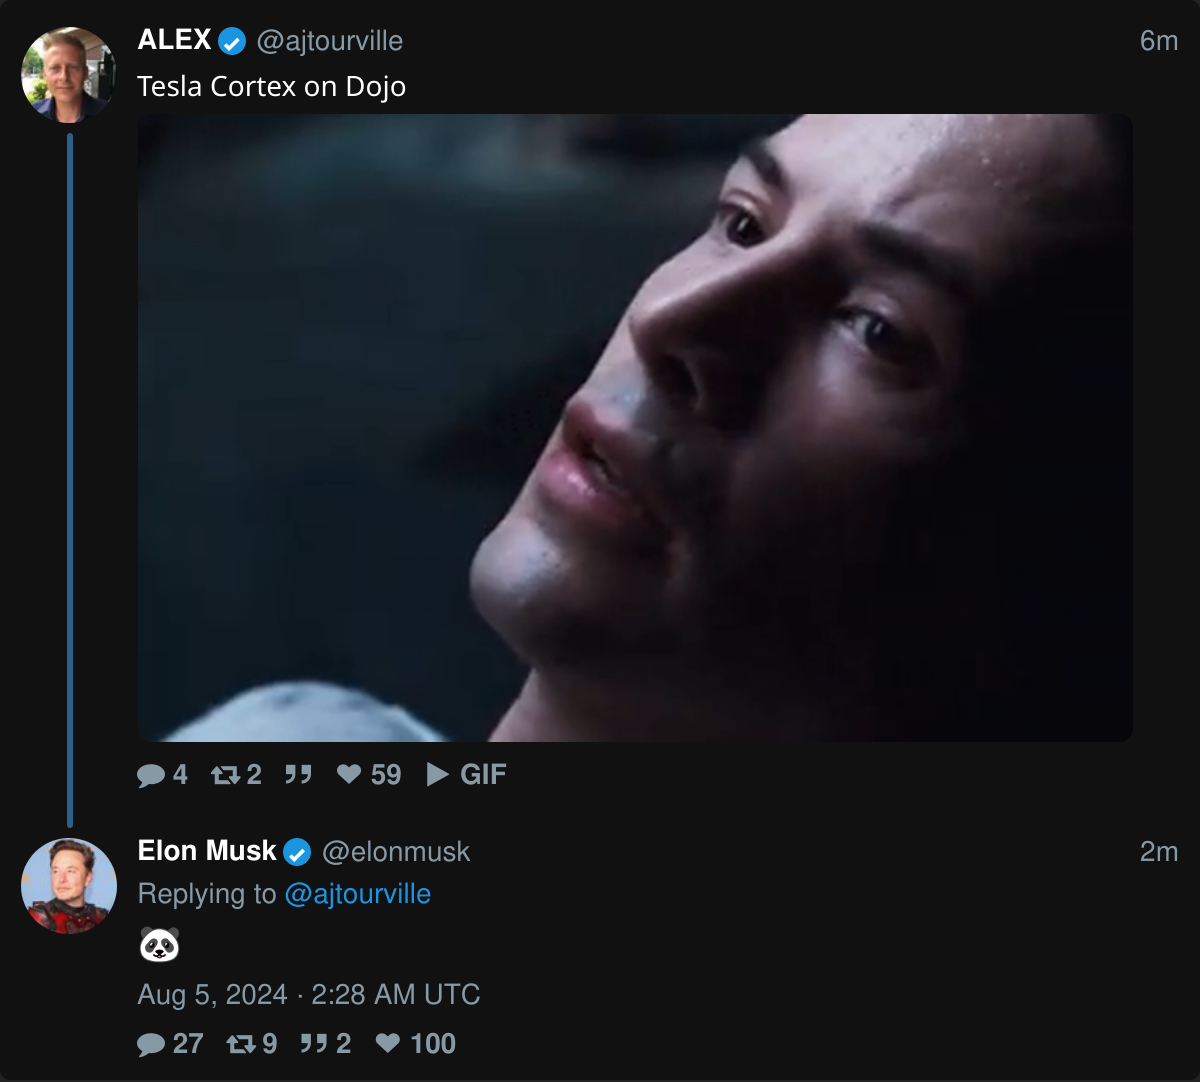 ALEX @ajtourville 6m
Tesla Cortex on Dojo
4 2 59 GIF
Elon Musk @elonmusk 2m
Replying to @ajtourville
🐼
Aug 5, 2024 · 2:28 AM UTC
27 9 2 100